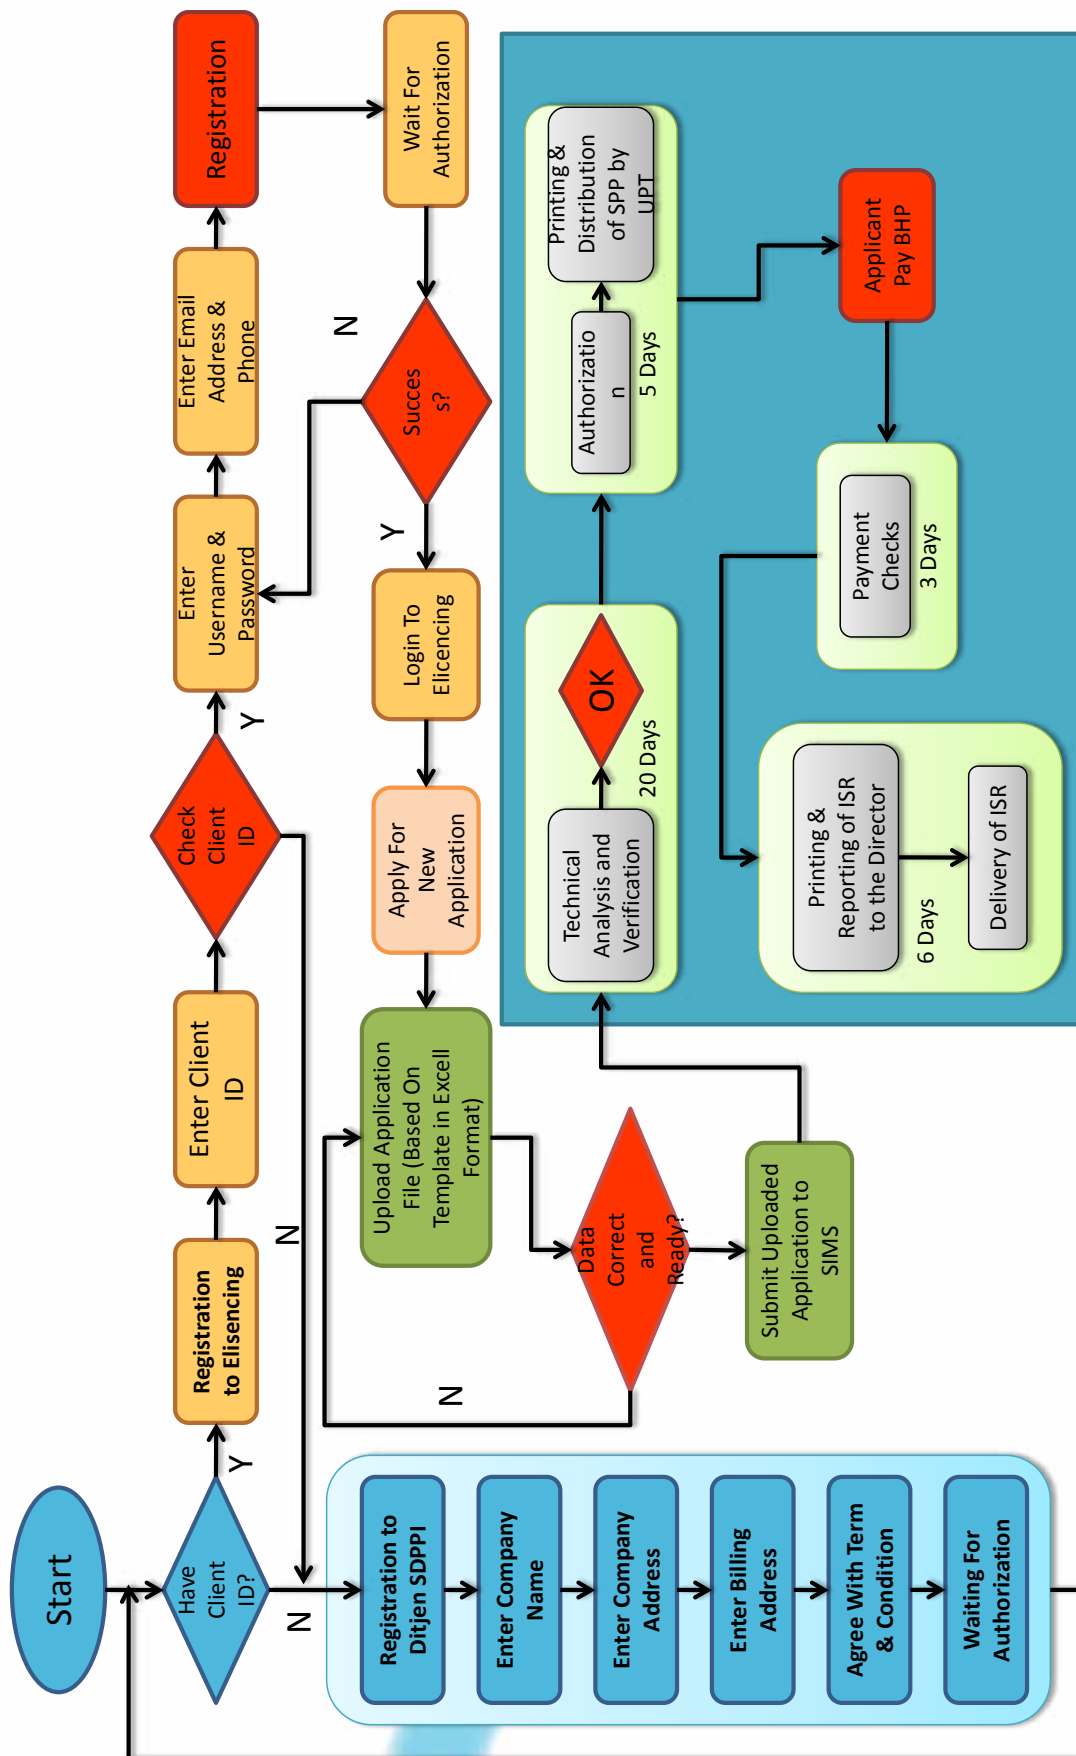 Start
Have
Client
ID?
Y
N
Registration
to Elisencing
Enter Client
ID
Check
Client
ID
Y
N
Enter
Username &
Password
Enter Email
Address &
Phone
Registration
Wait For
Authorization
Succes
s?
N
Y
Login To
Elicencing
Apply For
New
Application
Upload Application
File (Based On
Template in Excell
Format)
Data
Correct
and
Ready?
N
Submit Uploaded
Application to
SIMS
Registration to
Ditjen SDPPI
Enter Company
Name
Enter Company
Address
Enter Billing
Address
Agree With Term
& Condition
Waiting For
Authorization
Technical
Analysis and
Verification
OK
20 Days
Authorizatio
n
Printing &
Distribution
of SPP by
UPT
5 Days
Applicant
Pay BHP
Payment
Checks
3 Days
Printing &
Reporting of ISR
to the Director
6 Days
Delivery of ISR